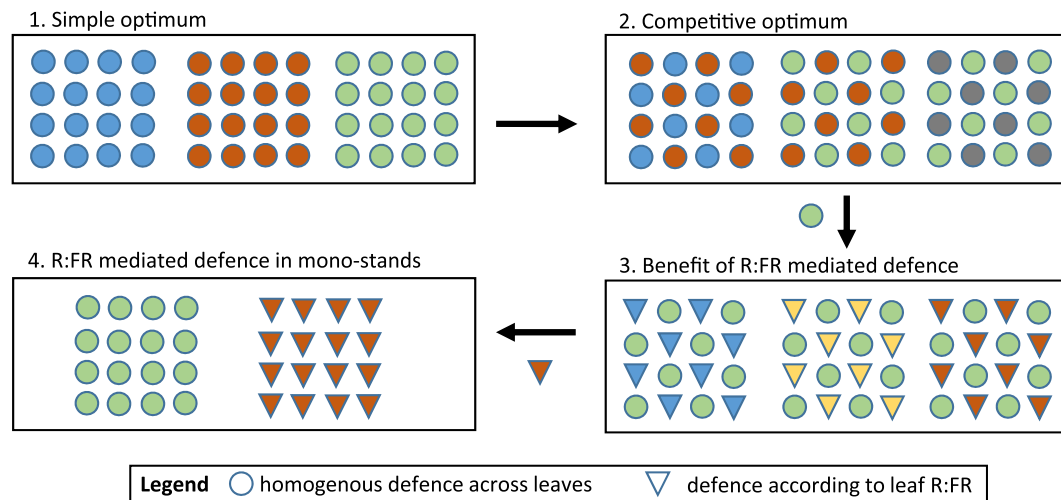 1. Simple optimum
2. Competitive optimum
4. R:FR mediated defence in mono-stands
3. Benefit of R:FR mediated defence
Legend homogenous defence across leaves defence according to leaf R:FR